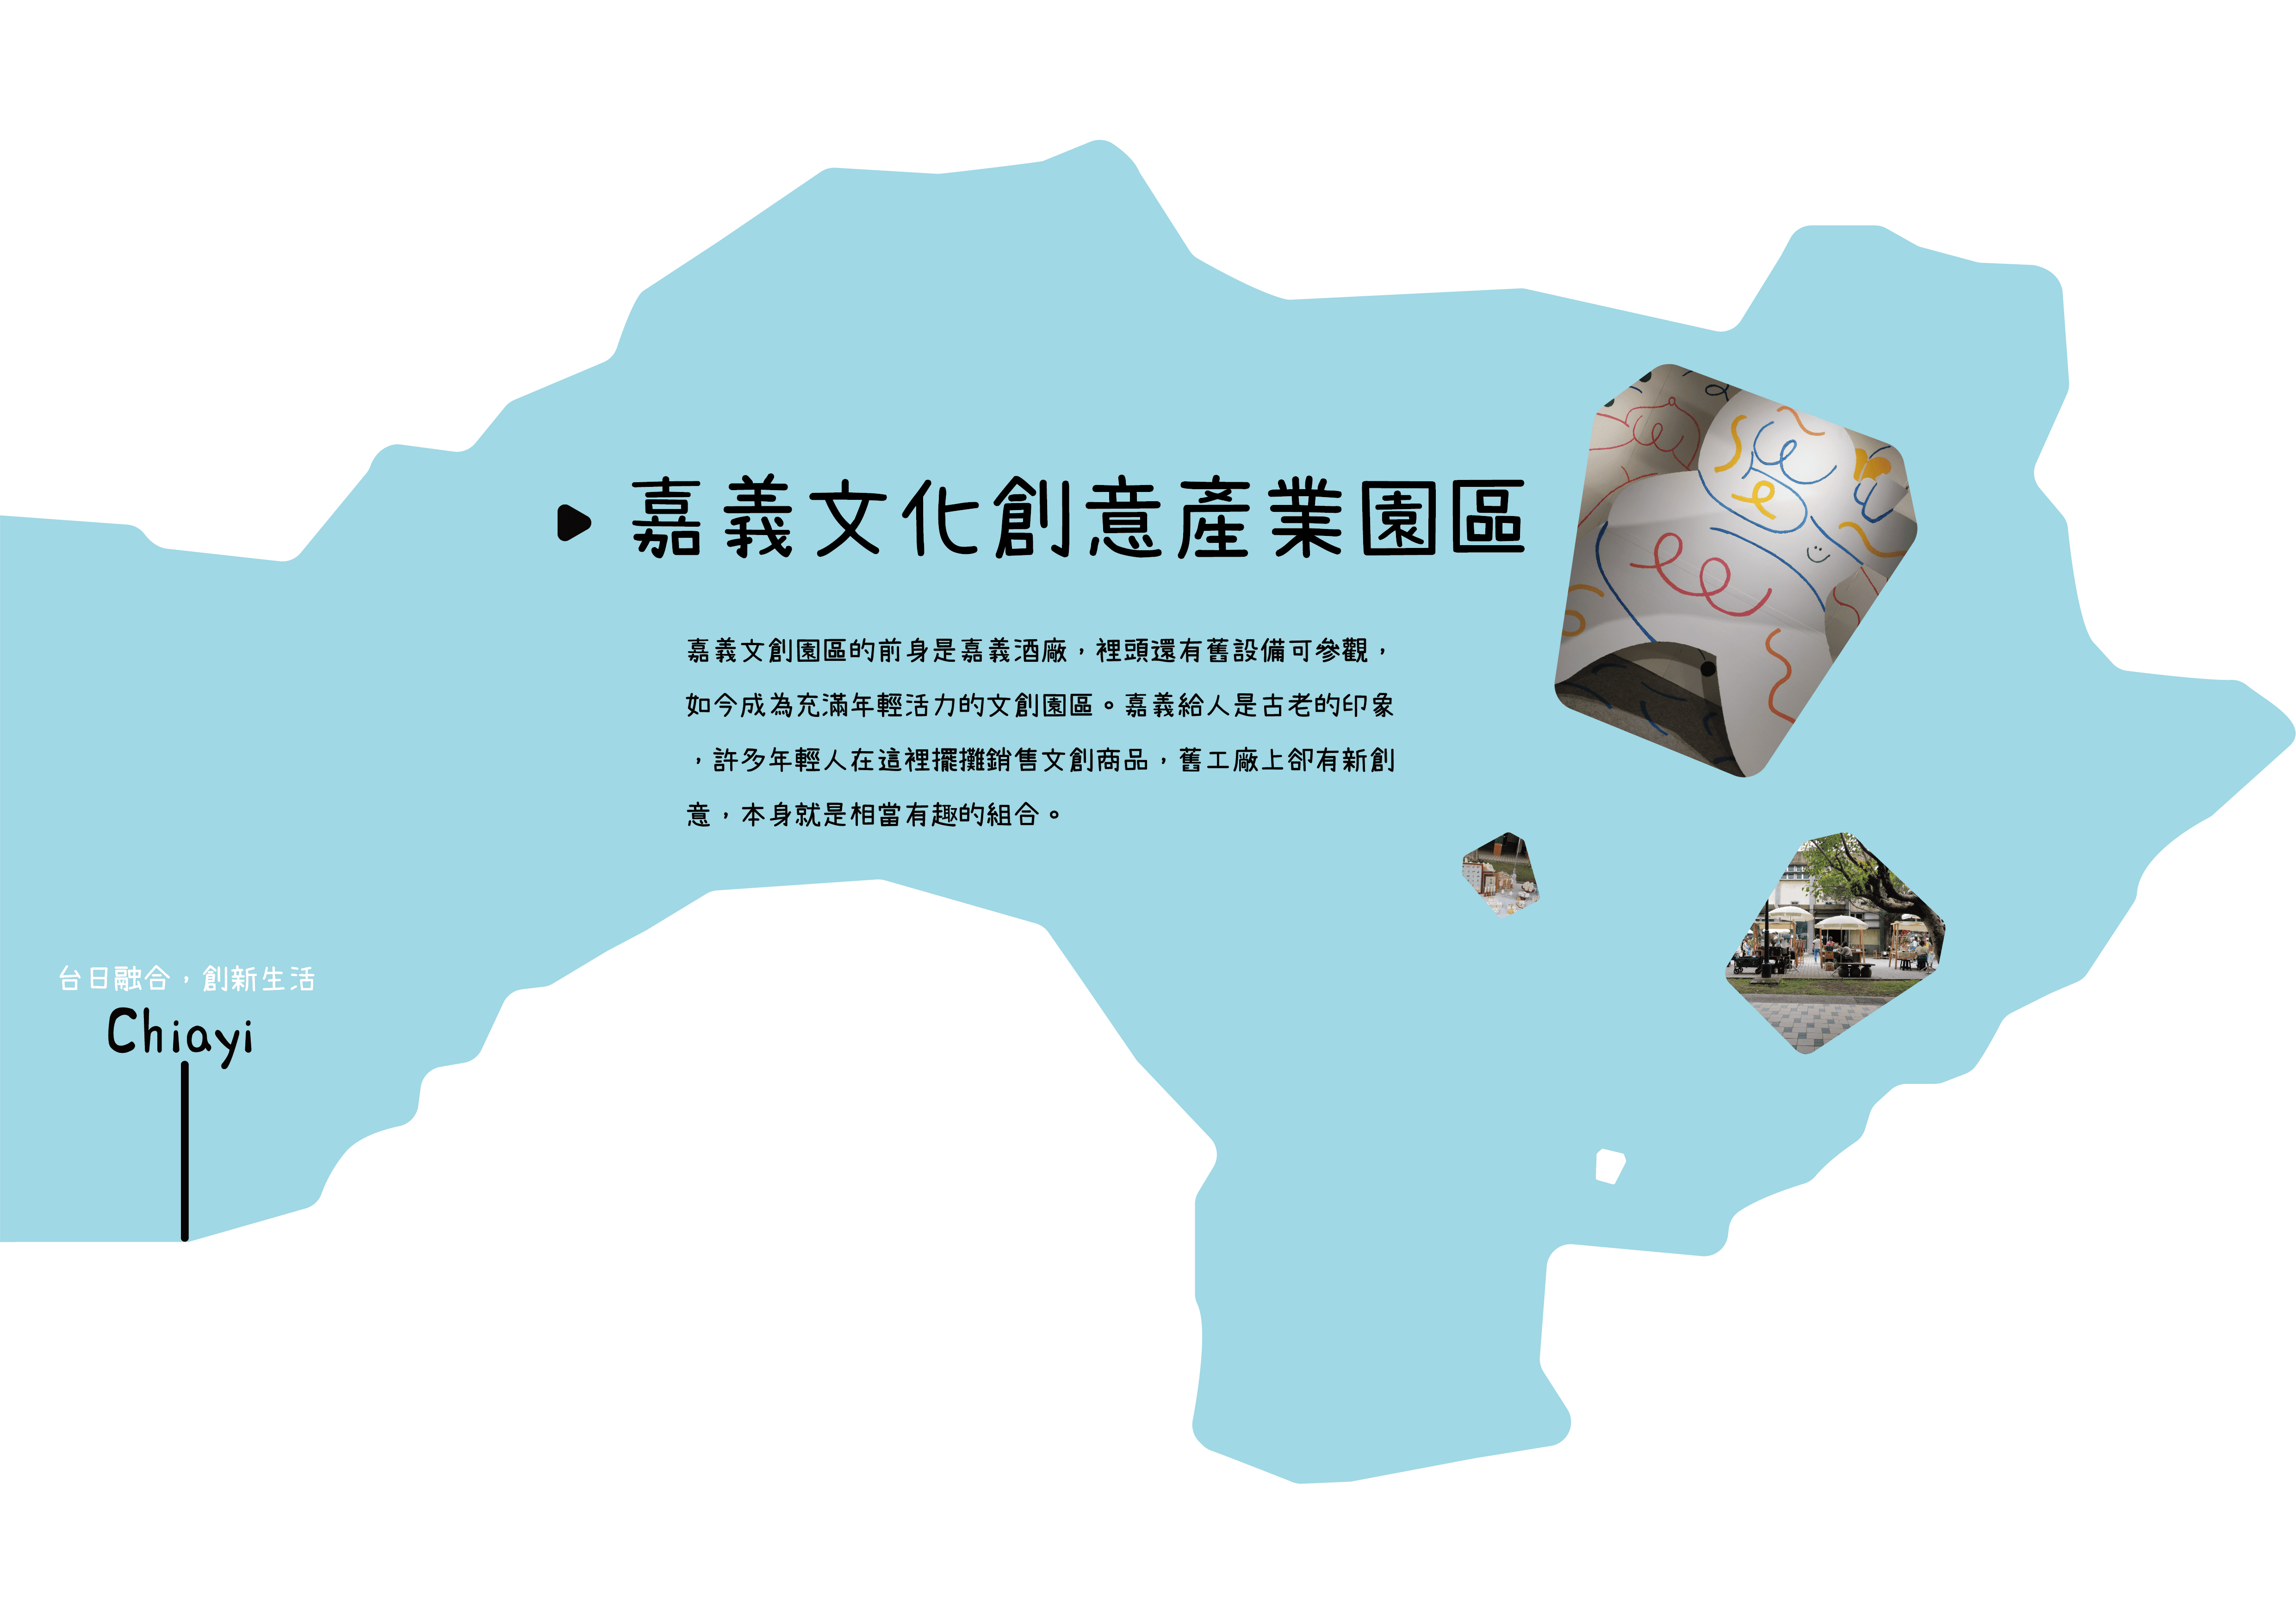 嘉義文化創意產業園區
嘉義文創園區的前身是嘉義酒廠，裡頭還有舊設備可參觀，
如今成為充滿年輕活力的文創園區。嘉義給人是古老的印象
，許多年輕人在這裡擺攤銷售文創商品，舊工廠上卻有新創
意，本身就是相當有趣的組合。
台日融合，創新生活
Chiayi